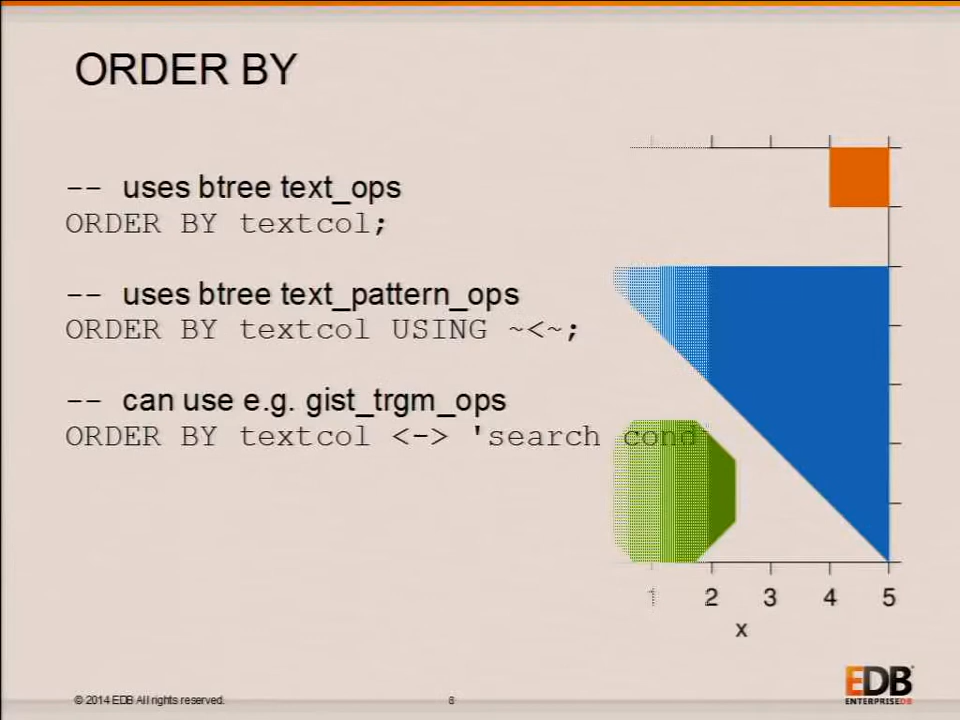 ORDER BY
-- uses btree text_ops
ORDER BY textcol;
-- uses btree text_pattern_ops
ORDER BY textcol USING ~<~;
-- can use e.g. gist_trgm_ops
ORDER BY textcol <-> 'search cond'
1 2 3 4 5
x
© 2014 EDB All rights reserved.
6
EDB
ENTERPRISEDB